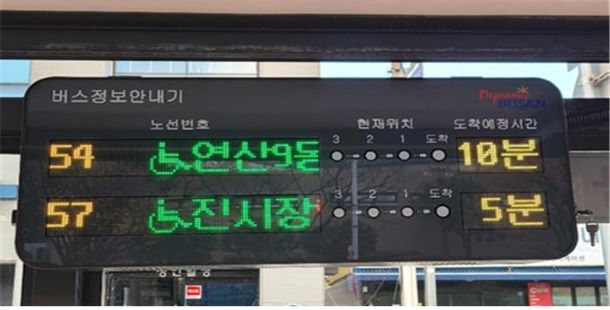 버스정보안내기
Dynamic BUSAN
노선번호 현재위치 도착예정시간
3 2 1 도착
54 연산9동 10분
3 2 1 도착
57 진시장 5분